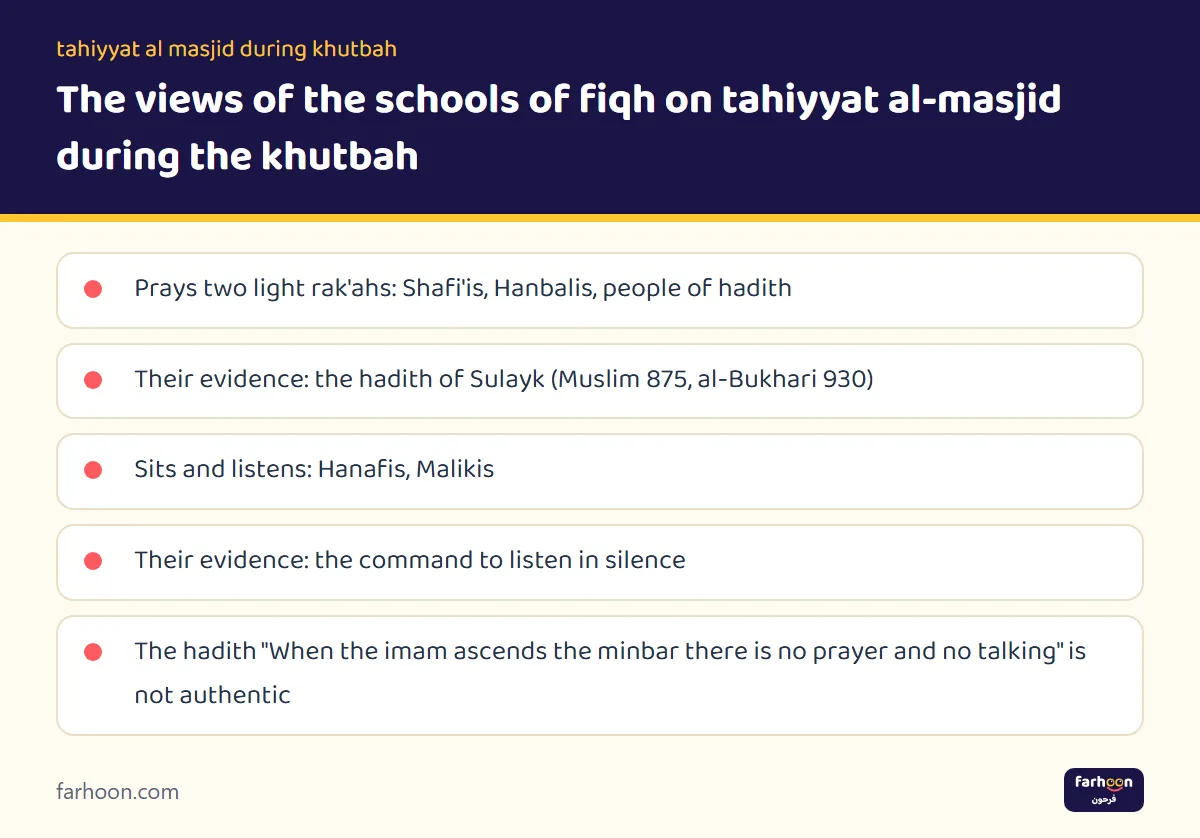 tahiyyat al masjid during khutbah
The views of the schools of fiqh on tahiyyat al-masjid
during the khutbah
Prays two light rak'ahs: Shafi'is, Hanbalis, people of hadith
Their evidence: the hadith of Sulayk (Muslim 875, al-Bukhari 930)
Sits and listens: Hanafis, Malikis
Their evidence: the command to listen in silence
The hadith "When the imam ascends the minbar there is no prayer and no talking" is
not authentic
farhoon.com
farhoon
فرحون